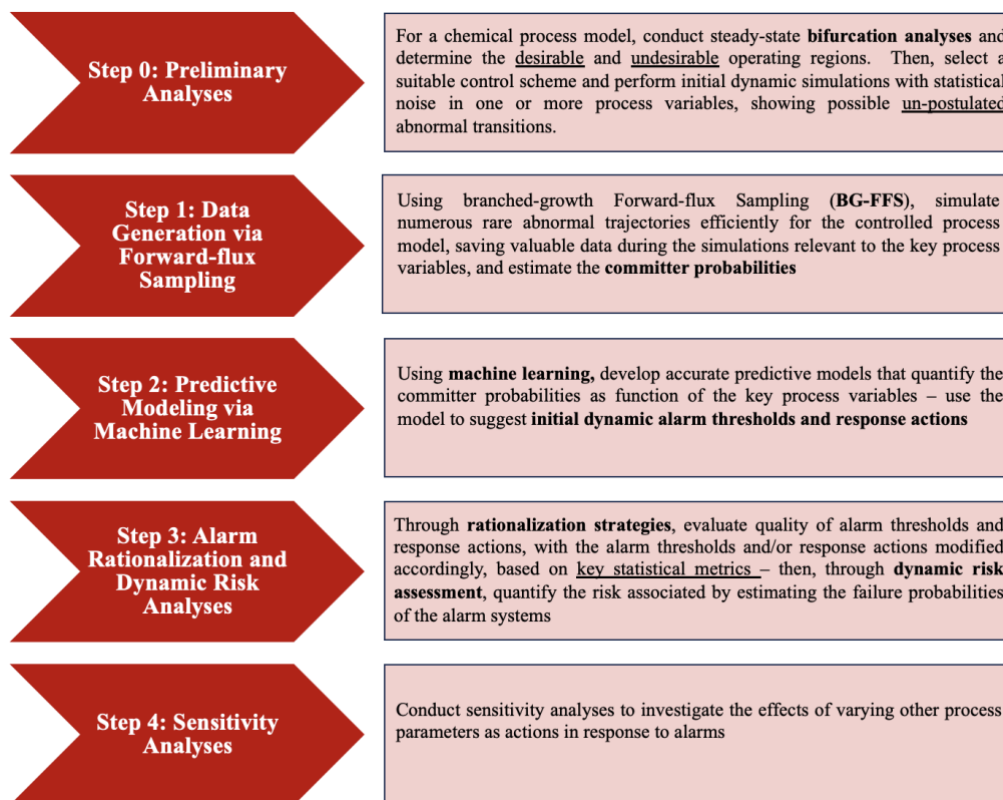 Step 0: Preliminary
Analyses
For a chemical process model, conduct steady-state bifurcation analyses and
determine the desirable and undesirable operating regions. Then, select a
suitable control scheme and perform initial dynamic simulations with statistical
noise in one or more process variables, showing possible un-postulated
abnormal transitions.
Step 1: Data
Generation via
Forward-flux
Sampling
Using branched-growth Forward-flux Sampling (BG-FFS), simulate
numerous rare abnormal trajectories efficiently for the controlled process
model, saving valuable data during the simulations relevant to the key process
variables, and estimate the committer probabilities
Step 2: Predictive
Modeling via
Machine Learning
Using machine learning, develop accurate predictive models that quantify the
committer probabilities as function of the key process variables – use the
model to suggest initial dynamic alarm thresholds and response actions
Step 3: Alarm
Rationalization and
Dynamic Risk
Analyses
Through rationalization strategies, evaluate quality of alarm thresholds and
response actions, with the alarm thresholds and/or response actions modified
accordingly, based on key statistical metrics – then, through dynamic risk
assessment, quantify the risk associated by estimating the failure probabilities
of the alarm systems
Step 4: Sensitivity
Analyses
Conduct sensitivity analyses to investigate the effects of varying other process
parameters as actions in response to alarms